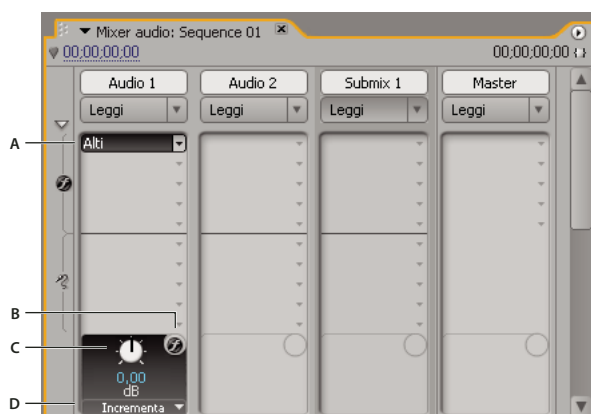 Mixer audio: Sequence 01
00;00;00;00 00;00;00;00
Audio 1 Audio 2 Submix 1 Master
Leggi Leggi Leggi Leggi
A Alti
B
C
0,00
dB
D Incrementa